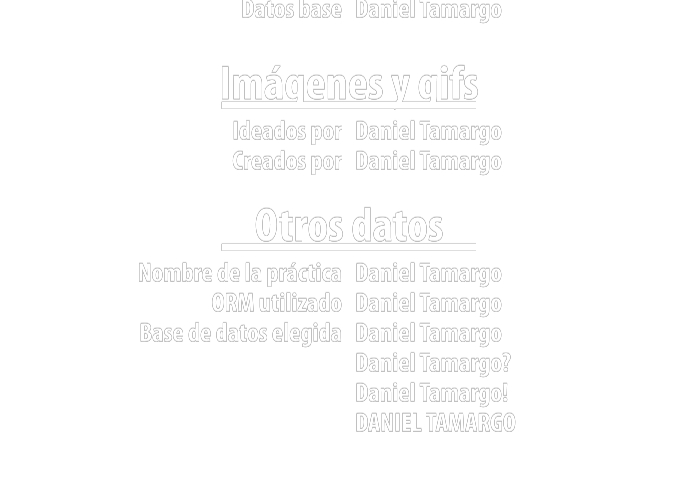 Datos base Daniel Tamargo
Imágenes y gifs
Ideados por Daniel Tamargo
Creados por Daniel Tamargo
Otros datos
Nombre de la práctica Daniel Tamargo
ORM utilizado Daniel Tamargo
Base de datos elegida Daniel Tamargo
Daniel Tamargo?
Daniel Tamargo!
DANIEL TAMARGO